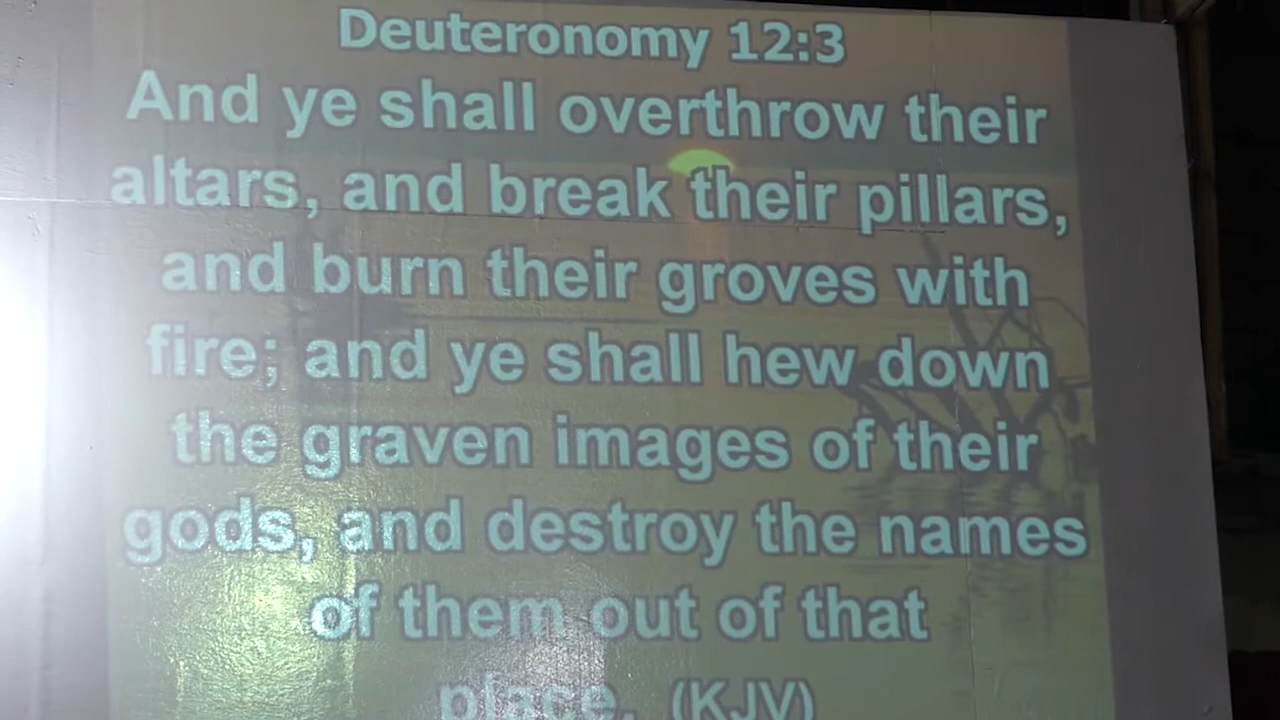 Deuteronomy 12:3
And ye shall overthrow their
altars, and break their pillars,
and burn their groves with
fire; and ye shall hew down
the graven images of their
gods, and destroy the names
of them out of that
place. (KJV)